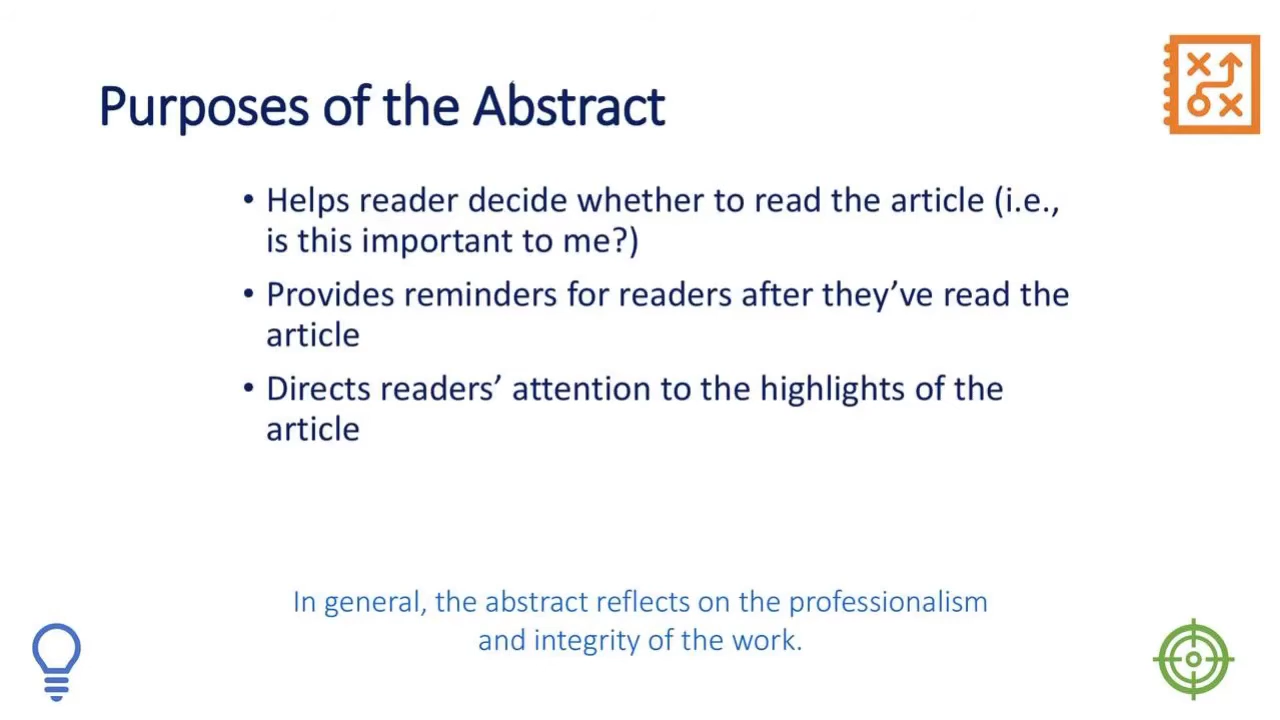 Purposes of the Abstract
• Helps reader decide whether to read the article (i.e.,
is this important to me?)
• Provides reminders for readers after they’ve read the
article
• Directs readers’ attention to the highlights of the
article
In general, the abstract reflects on the professionalism
and integrity of the work.